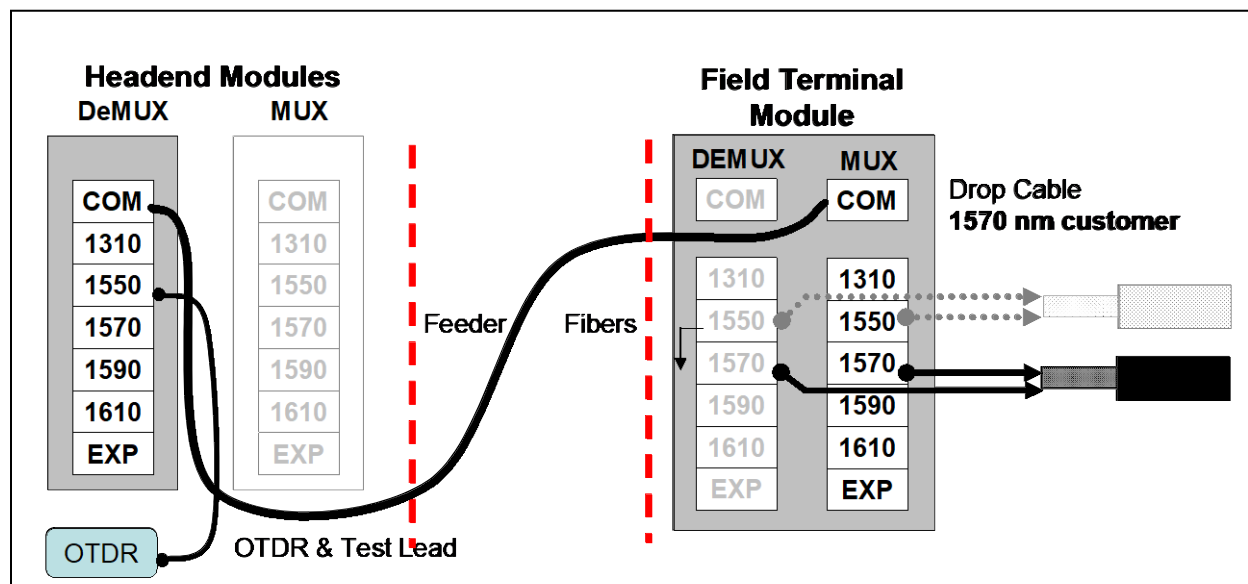 Headend Modules
DeMUX MUX
COM
1310
1550
1570
1590
1610
EXP
COM
1310
1550
1570
1590
1610
EXP
OTDR
OTDR & Test Lead
Feeder Fibers
Field Terminal
Module
DEMUX MUX
COM
1310
1550
1570
1590
1610
EXP
COM
1310
1550
1570
1590
1610
EXP
Drop Cable
1570 nm customer